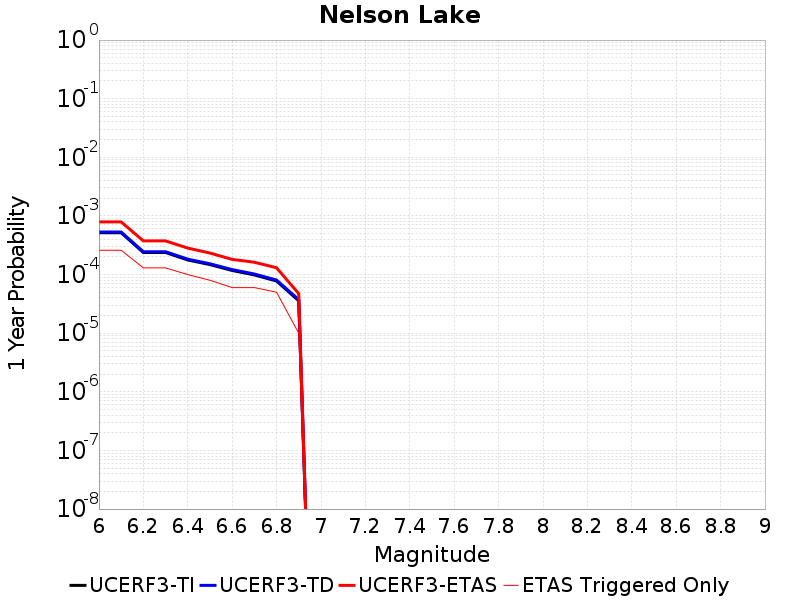 Nelson Lake
1 Year Probability
10^0
10^-1
10^-2
10^-3
10^-4
10^-5
10^-6
10^-7
10^-8
6 6.2 6.4 6.6 6.8 7 7.2 7.4 7.6 7.8 8 8.2 8.4 8.6 8.8 9
Magnitude
UCERF3-TI UCERF3-TD UCERF3-ETAS ETAS Triggered Only